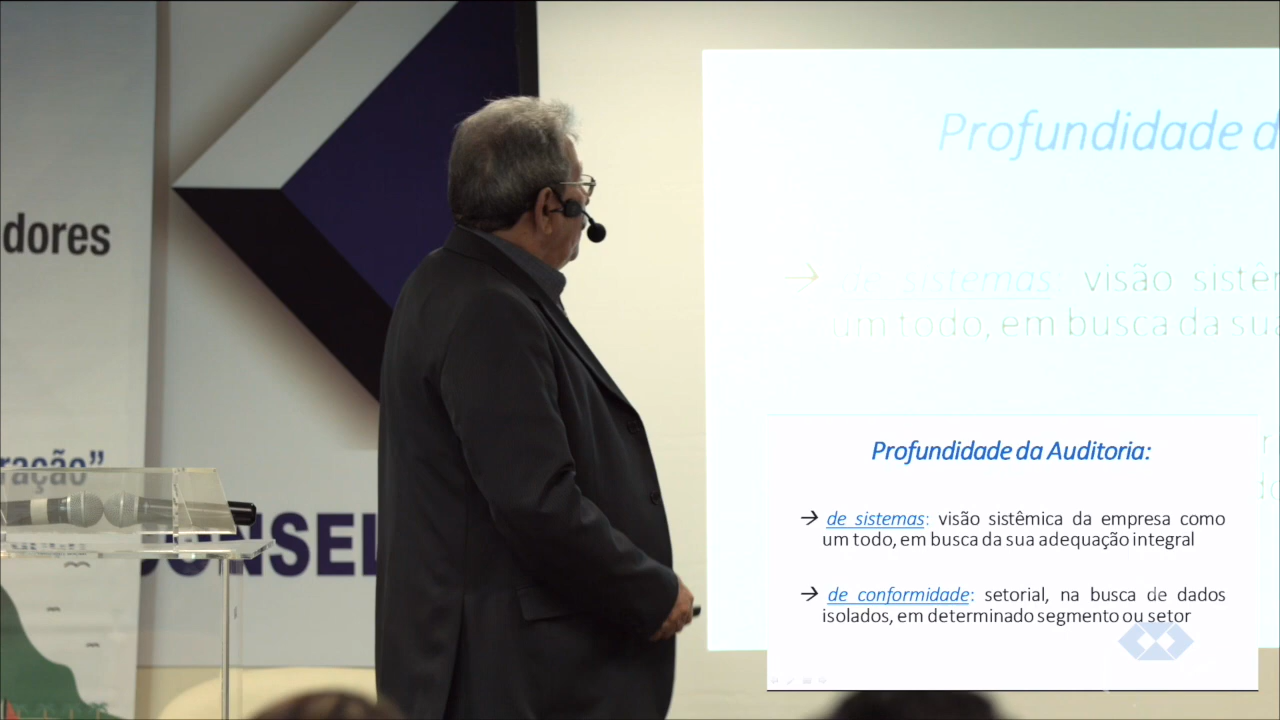 dores
ração”
CONSEL
Profundidade d
→ de sistemas: visão sistê
um todo, em busca da su
Profundidade da Auditoria:
→ de sistemas: visão sistêmica da empresa como
um todo, em busca da sua adequação integral
→ de conformidade: setorial, na busca de dados
isolados, em determinado segmento ou setor